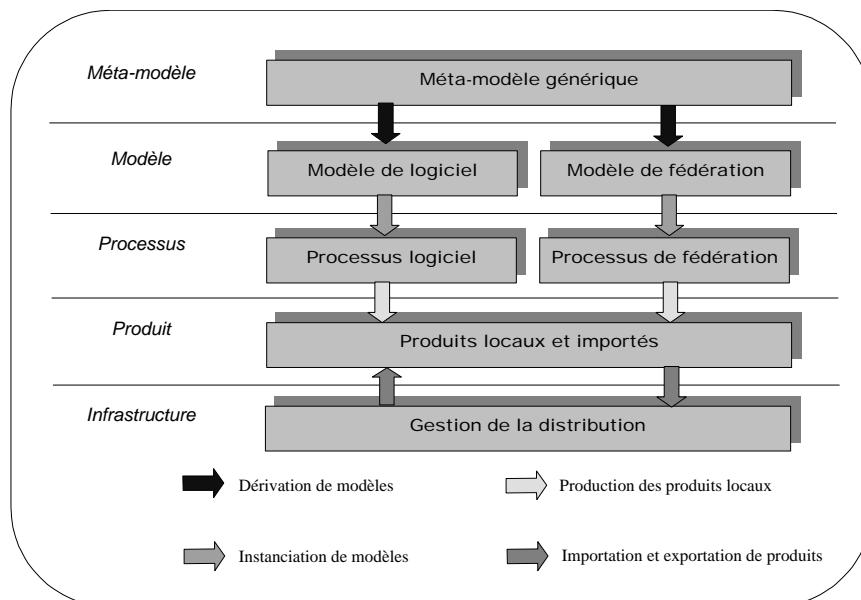 Méta-modèle
Méta-modèle générique
Modèle
Modèle de logiciel
Modèle de fédération
Processus
Processus logiciel
Processus de fédération
Produit
Produits locaux et importés
Infrastructure
Gestion de la distribution
Dérivation de modèles
Production des produits locaux
Instanciation de modèles
Importation et exportation de produits